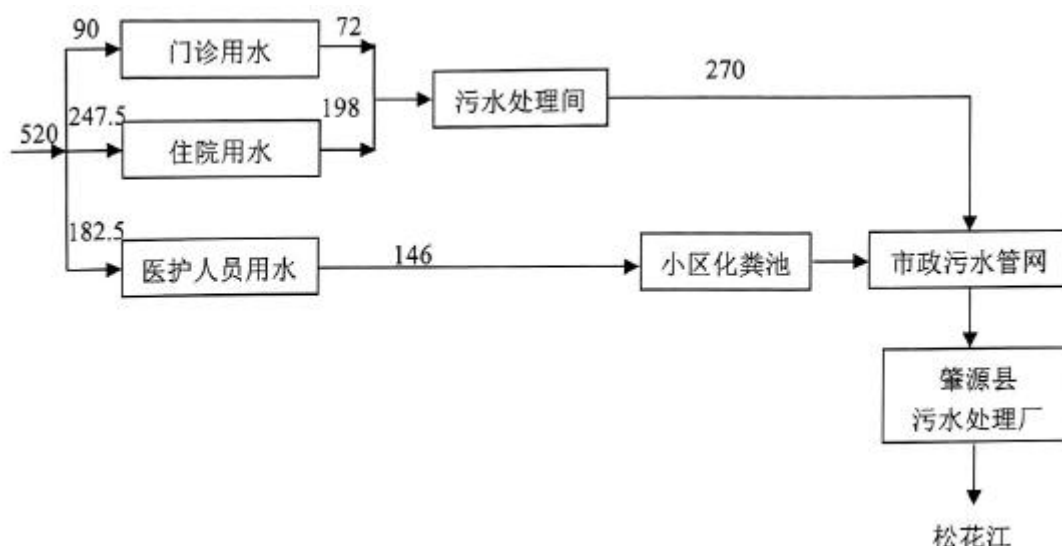 90
门诊用水
72
270
污水处理间
520
247.5
住院用水
198
182.5
医护人员用水
146
小区化粪池
市政污水管网
肇源县
污水处理厂
松花江